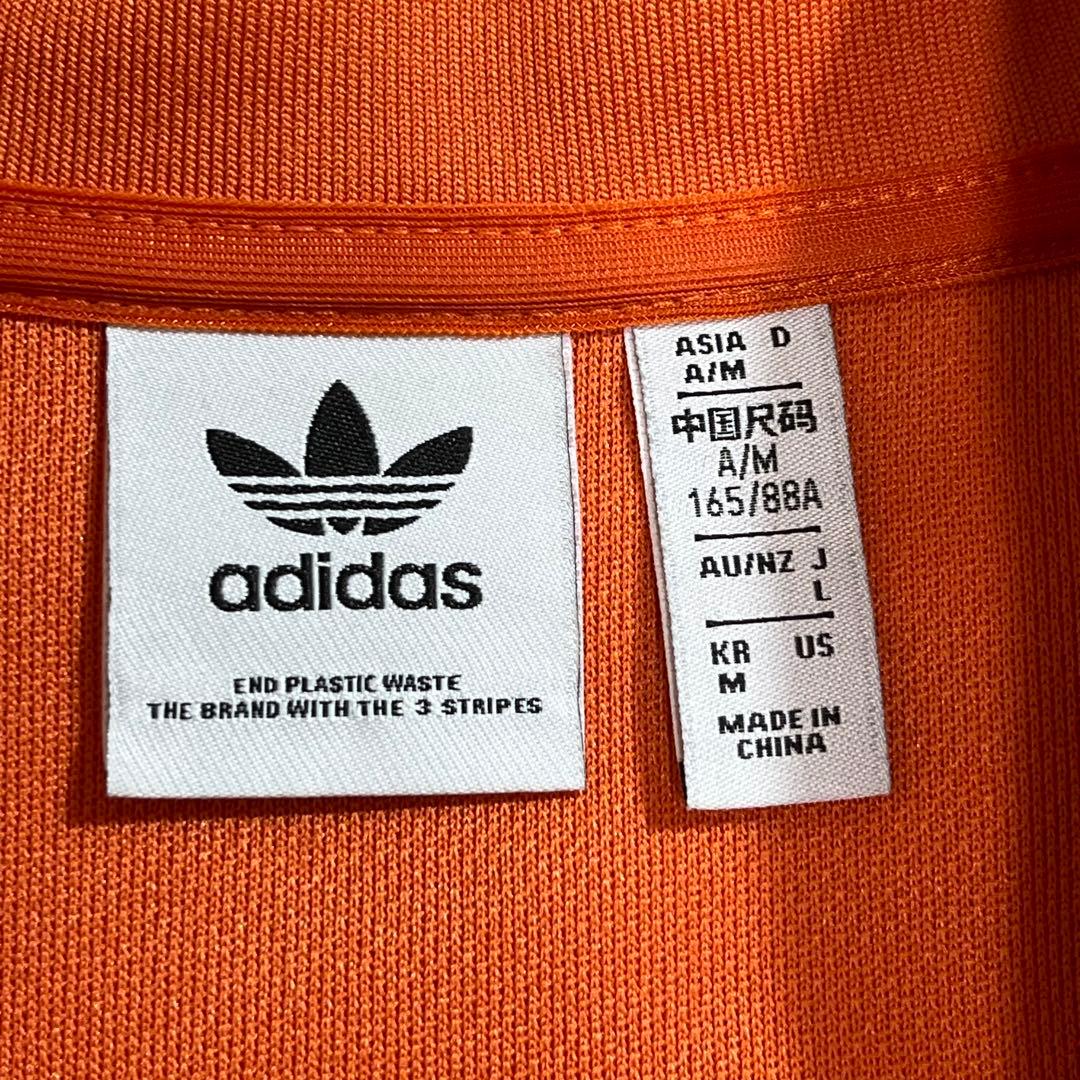 adidas
END PLASTIC WASTE
THE BRAND WITH THE 3 STRIPES
ASIA D
A/M
中国尺码
A/M
165/88A
AU/NZ J
L
KR US
M
MADE IN
CHINA